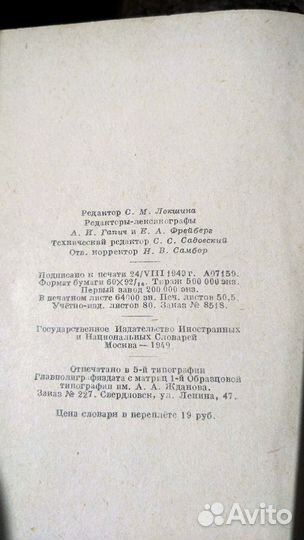 Редактор С. М. Локшина
Редакторы-лексикографы
А. И. Гапич и Е. А. Фрейберг
Технический редактор С. С. Садовский
Отв. корректор Н. В. Самбор
Подписано к печати 24/VIII 1949 г. А07159.
Формат бумаги 60×92/16. Тираж 500 000 экз.
Первый завод 200 000 экз.
В печатном листе 64000 зн. Печ. листов 50,5.
Учётно-изд. листов 80. Заказ № 8518.
Государственное Издательство Иностранных
и Национальных Словарей
Москва — 1949
Отпечатано в 5-й типографии
Главполиграфиздата с матриц 1-й Образцовой
типографии им. А. А. Жданова.
Заказ № 227. Свердловск, ул. Ленина, 47.
Цена словаря в переплёте 19 руб.
Avito